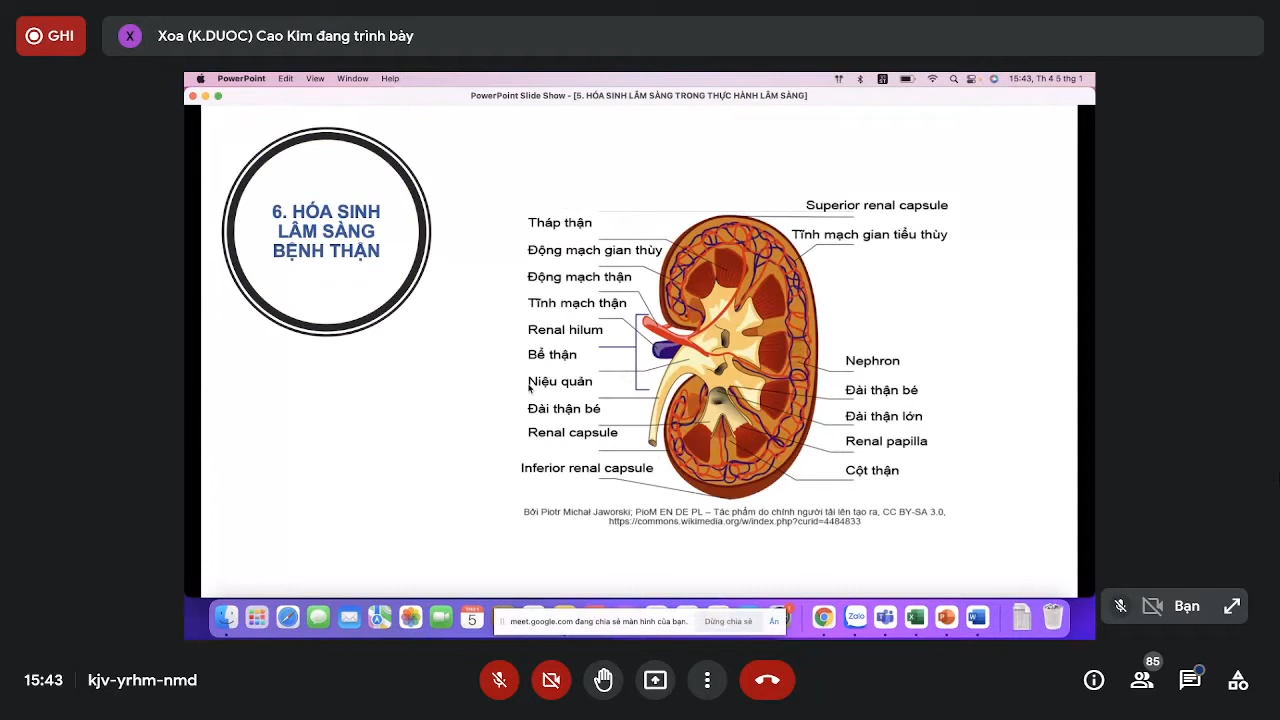 GHI
X
Xoa (K.DUOC) Cao KIm đang trình bày
PowerPoint Edit View Window Help
15:43, Th 4 5 thg 1
PowerPoint Slide Show - [5. HÓA SINH LÂM SÀNG TRONG THỰC HÀNH LÂM SÀNG]
6. HÓA SINH
LÂM SÀNG
BỆNH THẬN
Tháp thận
Động mạch gian thùy
Động mạch thận
Tĩnh mạch thận
Renal hilum
Bể thận
Niệu quản
Đài thận bé
Renal capsule
Inferior renal capsule
Superior renal capsule
Tĩnh mạch gian tiểu thùy
Nephron
Đài thận bé
Đài thận lớn
Renal papilla
Cột thận
Bởi Piotr Michał Jaworski; PioM EN DE PL – Tác phẩm do chính người tải lên tạo ra, CC BY-SA 3.0,
https://commons.wikimedia.org/w/index.php?curid=4484833
5
meet.google.com đang chia sẻ màn hình của bạn. Dừng chia sẻ Ẩn
Zalo
Bạn
15:43 kjv-yrhm-nmd
85